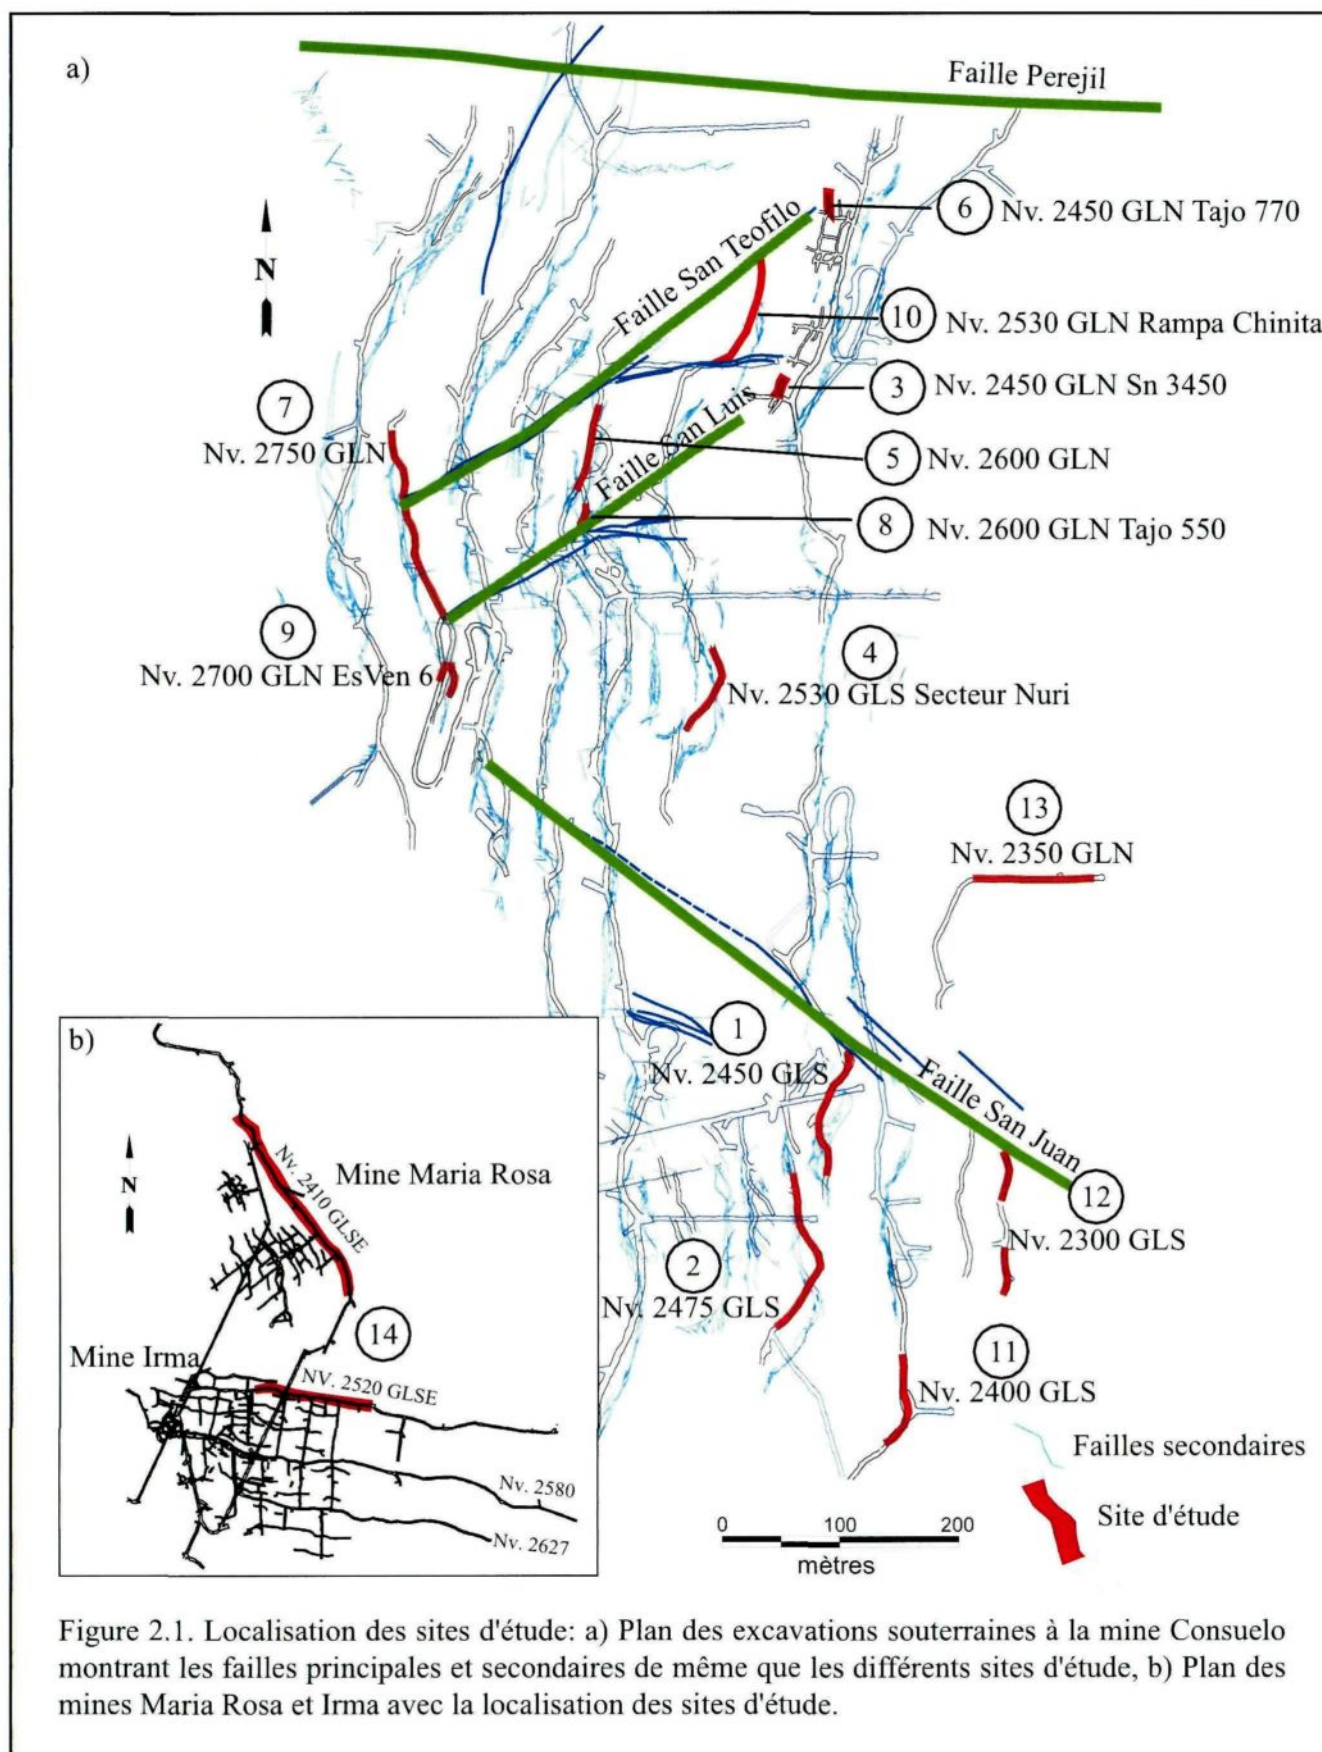 a)
Faille Perejil
N
Faille San Teofilo
6 Nv. 2450 GLN Tajo 770
10 Nv. 2530 GLN Rampa Chinita
3 Nv. 2450 GLN Sn 3450
7
Nv. 2750 GLN
Faille San Luis
5 Nv. 2600 GLN
8 Nv. 2600 GLN Tajo 550
9
Nv. 2700 GLN EsVen 6
4
Nv. 2530 GLS Secteur Nuri
13
Nv. 2350 GLN
1
Nv. 2450 GLS
Faille San Juan
12
Nv. 2300 GLS
2
Nv. 2475 GLS
11
Nv. 2400 GLS
Failles secondaires
Site d'étude
0 100 200
mètres
b)
N
Nv. 2410 GLSE
Mine Maria Rosa
14
Mine Irma
NV. 2520 GLSE
Nv. 2580
Nv. 2627
Figure 2.1. Localisation des sites d'étude: a) Plan des excavations souterraines à la mine Consuelo
montrant les failles principales et secondaires de même que les différents sites d'étude, b) Plan des
mines Maria Rosa et Irma avec la localisation des sites d'étude.